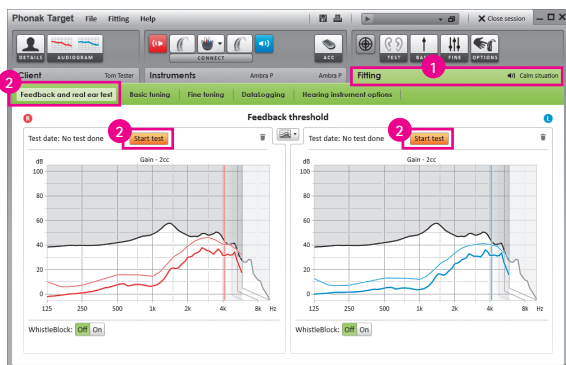 Phonak Target File Fitting Help Close session
DETAILS AUDIOGRAM CONNECT ACC TEST BA FINE OPTIONS
1
Client Tom Tester Instruments Ambra P Ambra P Fitting Calm situation
2
Feedback and real ear test Basic tuning Fine tuning DataLogging Hearing instrument options
Feedback threshold
R L
2 2
Test date: No test done Start test Test date: No test done Start test
dB Gain - 2cc dB Gain - 2cc
100 100
80 80
60 60
40 40
20 20
0 0
125 250 500 1k 2k 4k 8k Hz 125 250 500 1k 2k 4k 8k Hz
WhistleBlock: Off On WhistleBlock: Off On